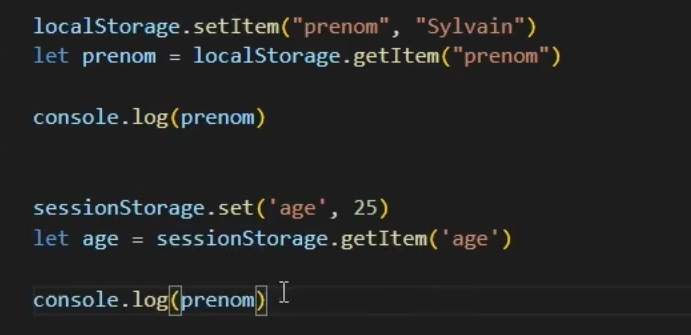 localStorage.setItem("prenom", "Sylvain")
let prenom = localStorage.getItem("prenom")
console.log(prenom)
sessionStorage.set('age', 25)
let age = sessionStorage.getItem('age')
console.log(prenom)